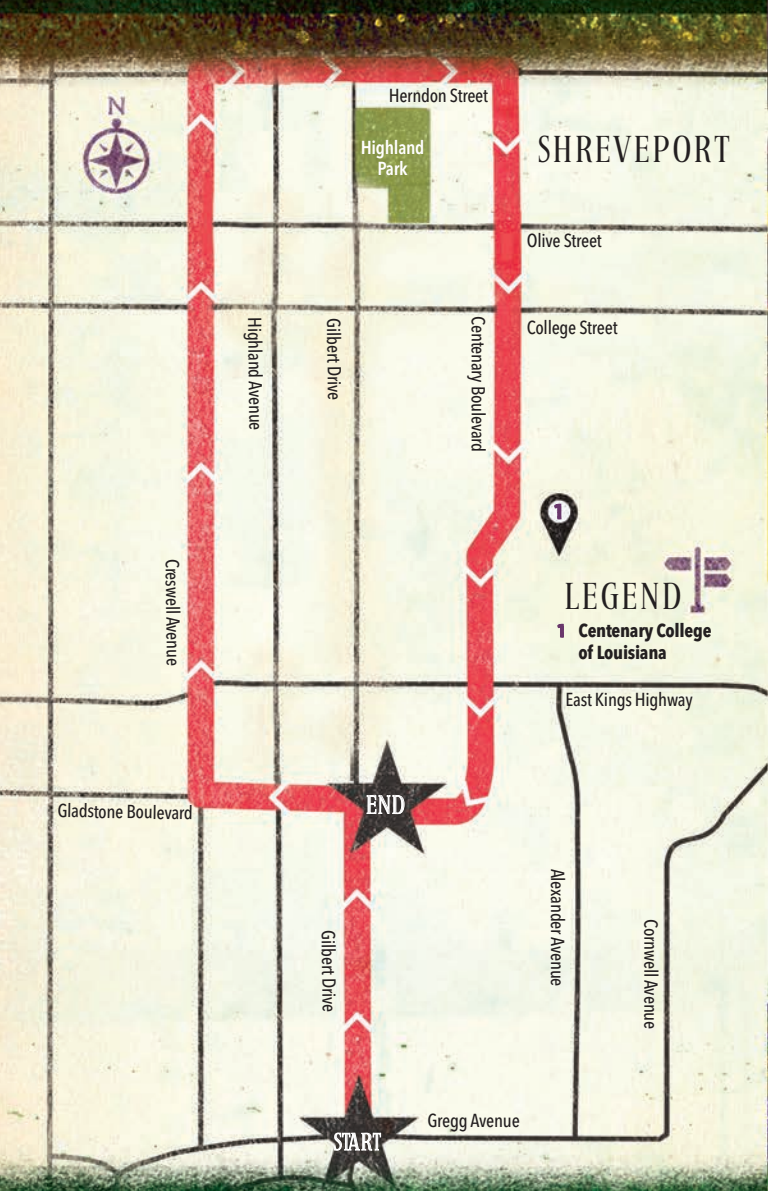 N
Herndon Street
SHREVEPORT
Highland
Park
Olive Street
College Street
Highland Avenue
Gilbert Drive
Centenary Boulevard
1
Creswell Avenue
LEGEND
1 Centenary College
of Louisiana
East Kings Highway
END
Gladstone Boulevard
Alexander Avenue
Cornwell Avenue
Gilbert Drive
Gregg Avenue
START